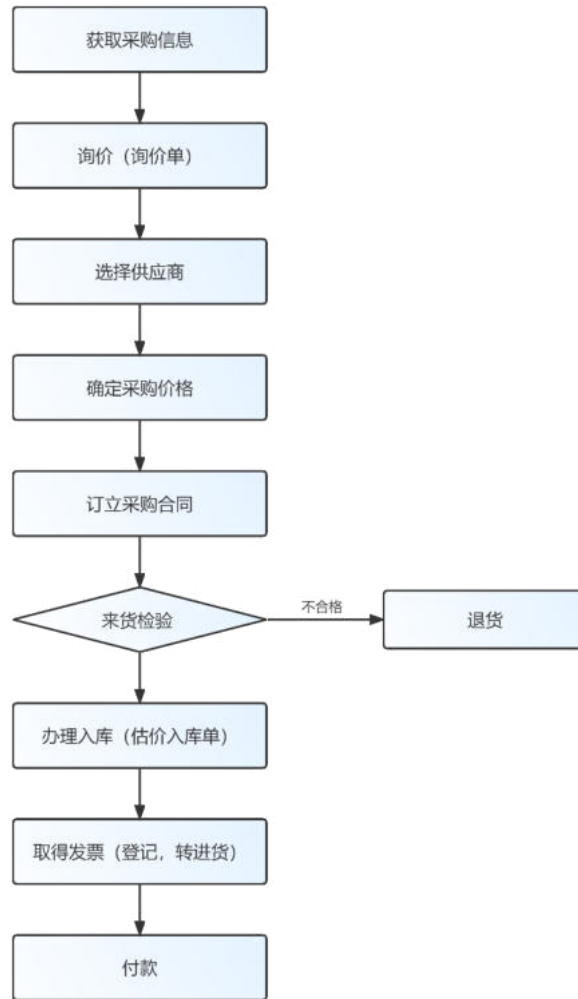 获取采购信息
询价（询价单）
选择供应商
确定采购价格
订立采购合同
来货检验
不合格
退货
办理入库（估价入库单）
取得发票（登记，转进货）
付款